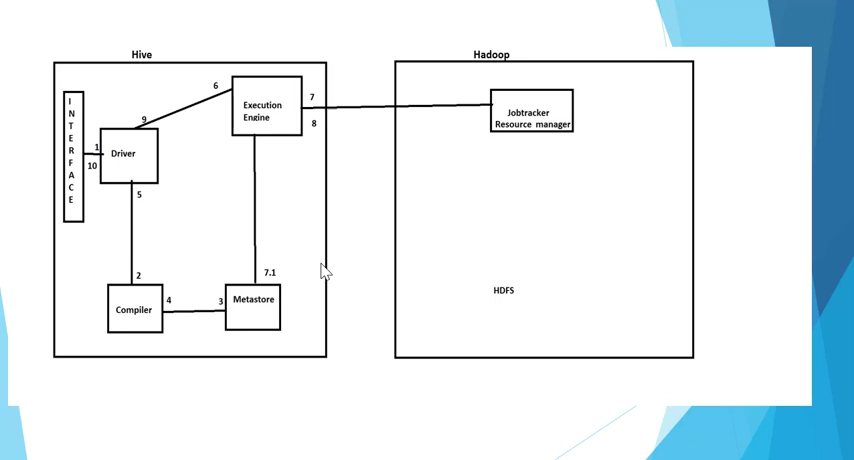 Hive
Hadoop
INTERFACE
1
10
Driver
9
6
Execution
Engine
7
8
Jobtracker
Resource manager
5
2
Compiler
4
3
7.1
Metastore
HDFS